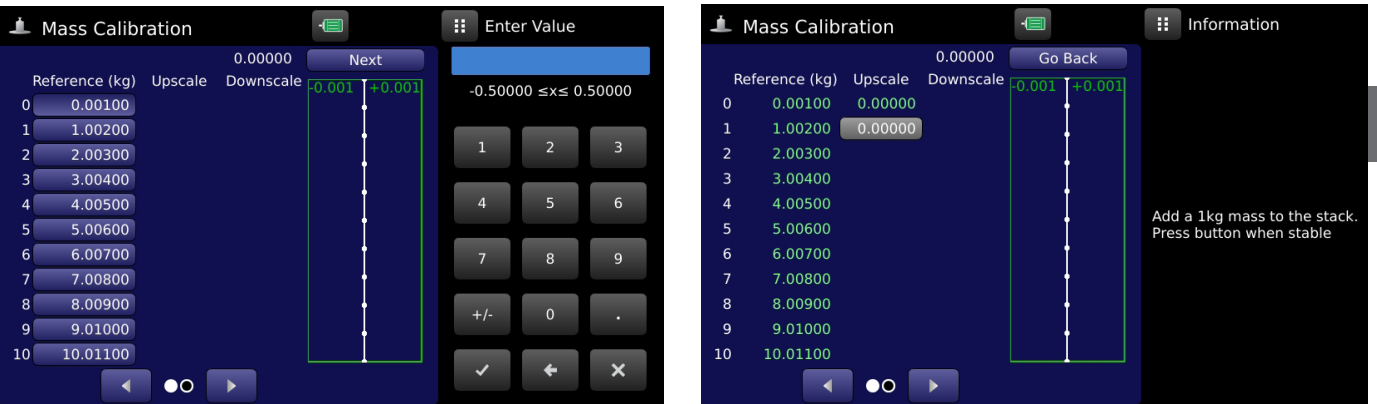 Mass Calibration
Enter Value
0.00000 Next
Reference (kg) Upscale Downscale -0.001 +0.001
-0.50000 ≤x≤ 0.50000
0 0.00100
1 1.00200
2 2.00300
3 3.00400
4 4.00500
5 5.00600
6 6.00700
7 7.00800
8 8.00900
9 9.01000
10 10.01100
1 2 3
4 5 6
7 8 9
+/- 0 .
Mass Calibration
Information
0.00000 Go Back
Reference (kg) Upscale Downscale -0.001 +0.001
0 0.00100 0.00000
1 1.00200 0.00000
2 2.00300
3 3.00400
4 4.00500
5 5.00600
6 6.00700
7 7.00800
8 8.00900
9 9.01000
10 10.01100
Add a 1kg mass to the stack.
Press button when stable